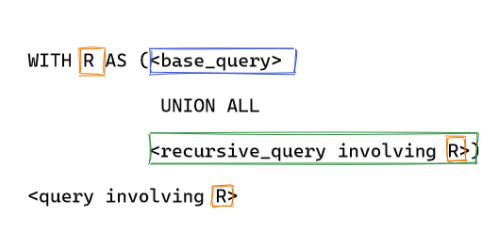 WITH R AS (<base_query>
UNION ALL
<recursive_query involving R>)
<query involving R>